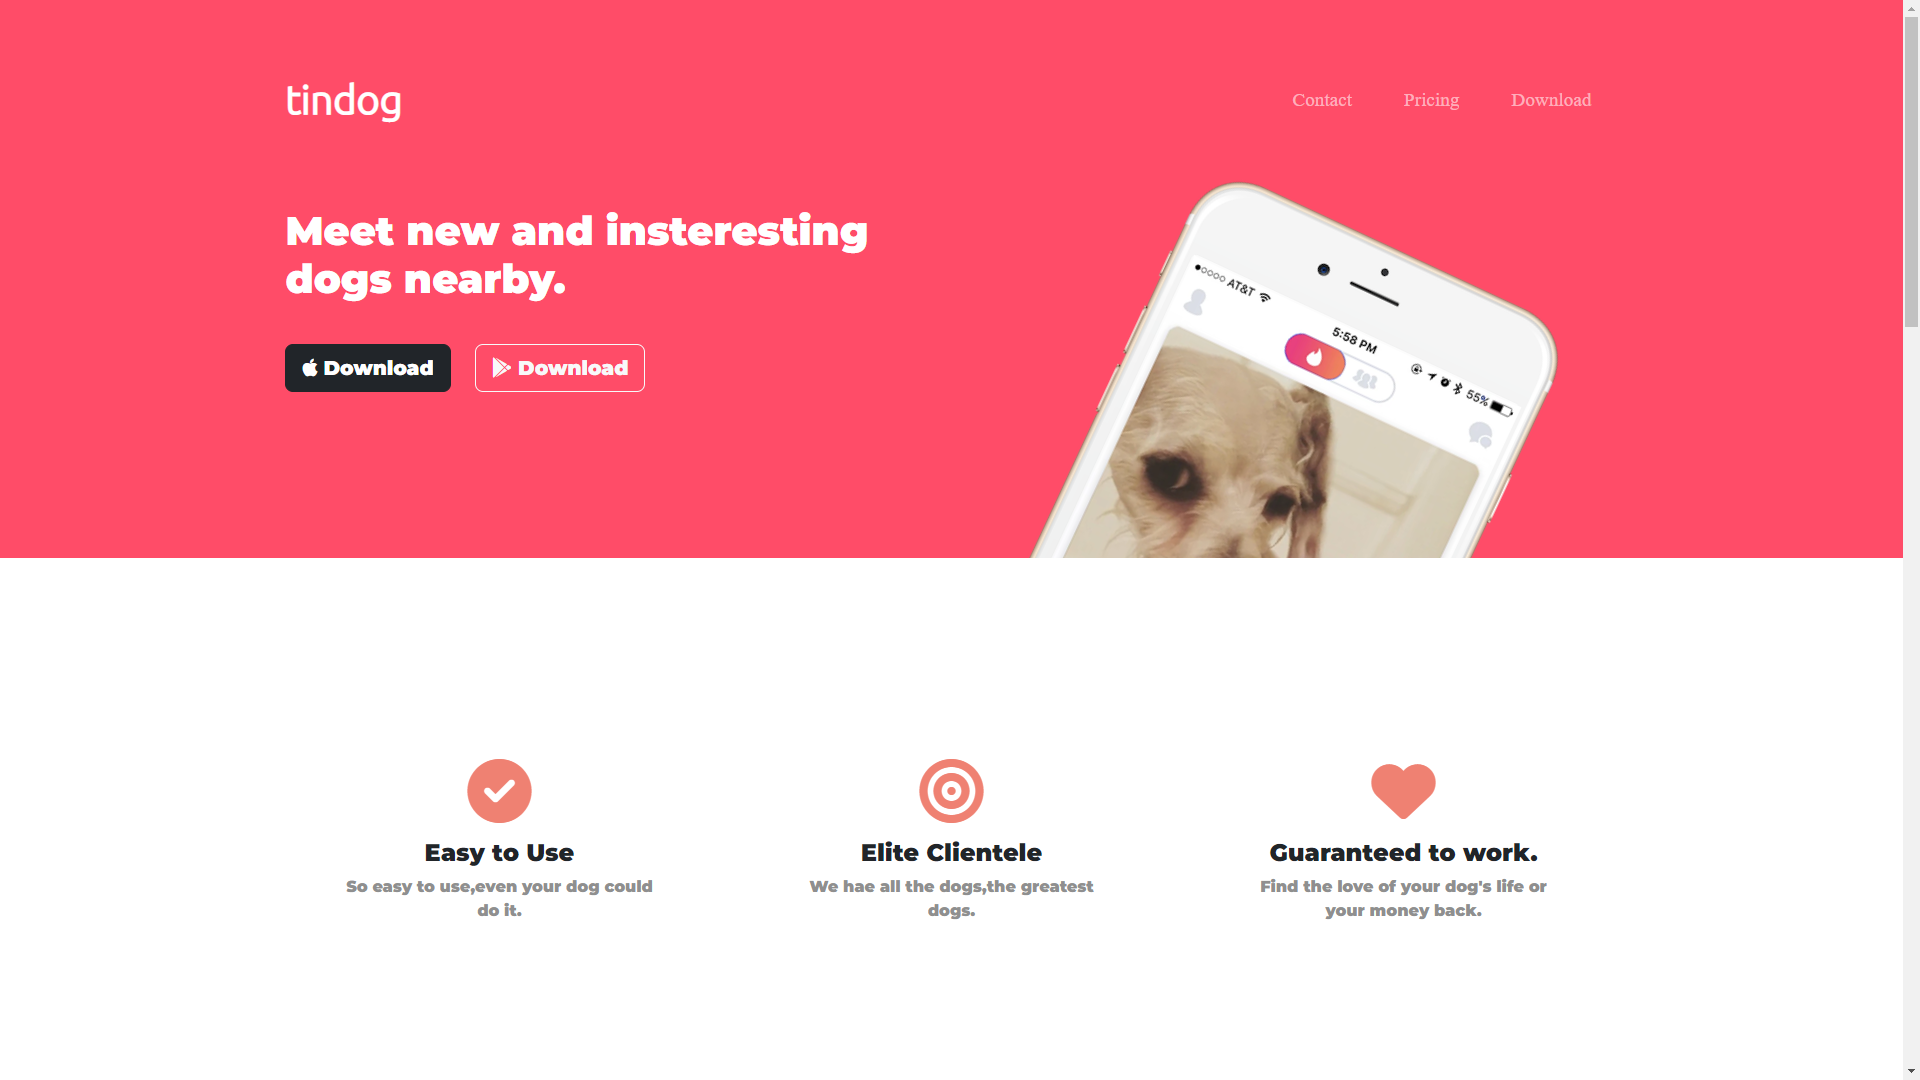 tindog
Contact
Pricing
Download
Meet new and insteresting
dogs nearby.
Download
Download
AT&T
5:58 PM
55%
Easy to Use
So easy to use,even your dog could
do it.
Elite Clientele
We hae all the dogs,the greatest
dogs.
Guaranteed to work.
Find the love of your dog's life or
your money back.